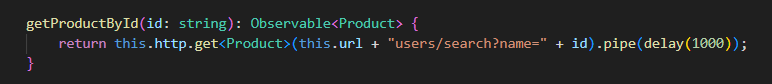 getProductById(id: string): Observable<Product> {
return this.http.get<Product>(this.url + "users/search?name=" + id).pipe(delay(1000));
}